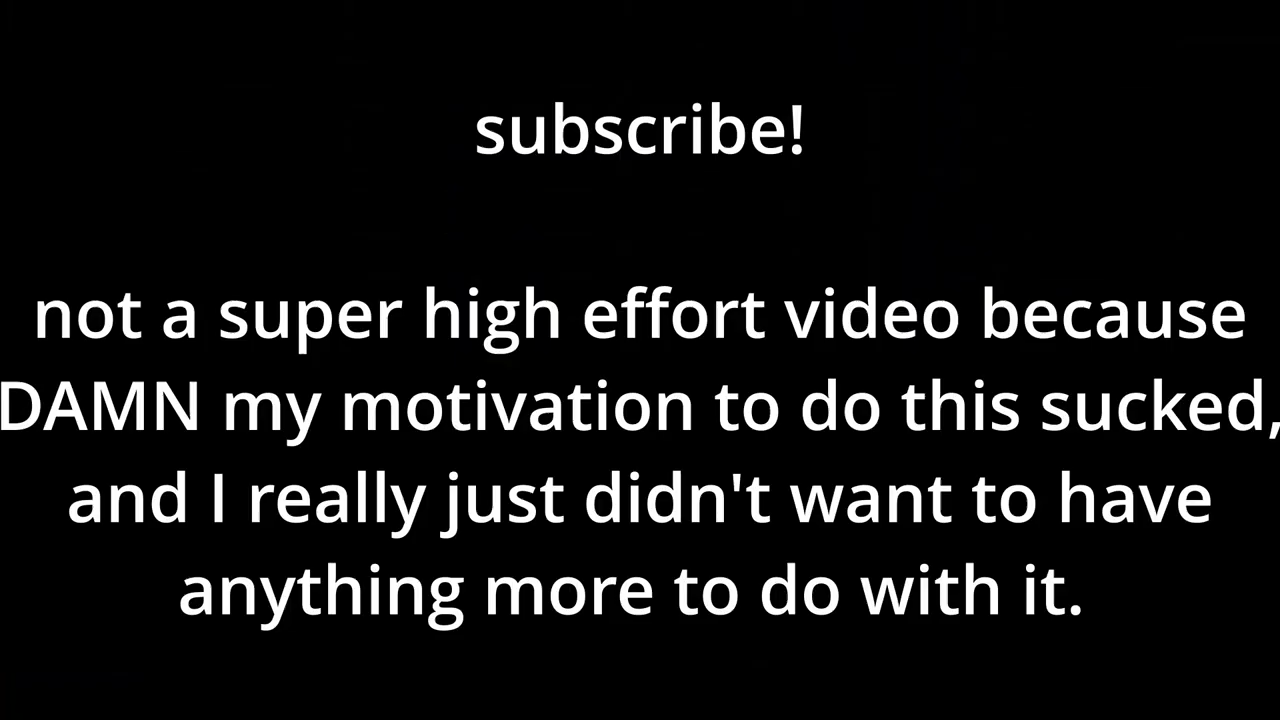 subscribe!
not a super high effort video because
DAMN my motivation to do this sucked,
and I really just didn't want to have
anything more to do with it.